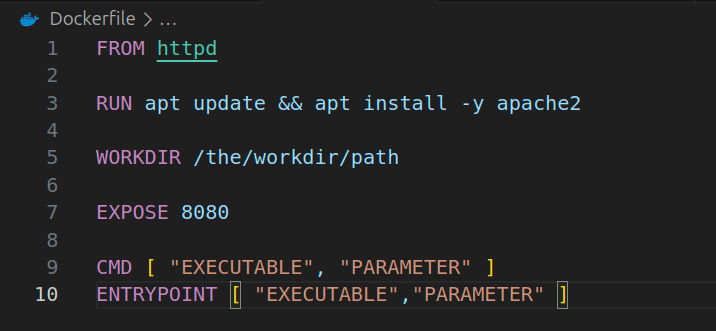 Dockerfile > ...
1 FROM httpd
2
3 RUN apt update && apt install -y apache2
4
5 WORKDIR /the/workdir/path
6
7 EXPOSE 8080
8
9 CMD [ "EXECUTABLE", "PARAMETER" ]
10 ENTRYPOINT [ "EXECUTABLE","PARAMETER" ]